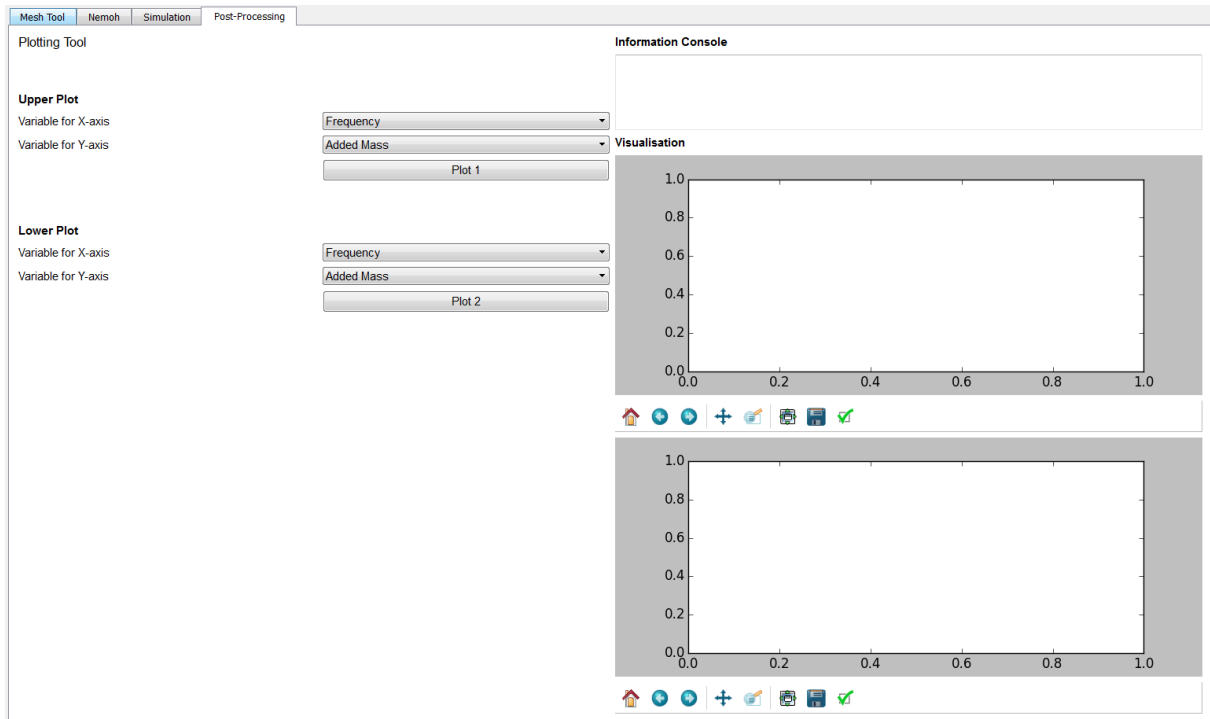 Mesh Tool Nemoh Simulation Post-Processing
Plotting Tool
Upper Plot
Variable for X-axis Frequency
Variable for Y-axis Added Mass
Plot 1
Lower Plot
Variable for X-axis Frequency
Variable for Y-axis Added Mass
Plot 2
Information Console
Visualisation
1.0
0.8
0.6
0.4
0.2
0.0
0.0 0.2 0.4 0.6 0.8 1.0
1.0
0.8
0.6
0.4
0.2
0.0
0.0 0.2 0.4 0.6 0.8 1.0